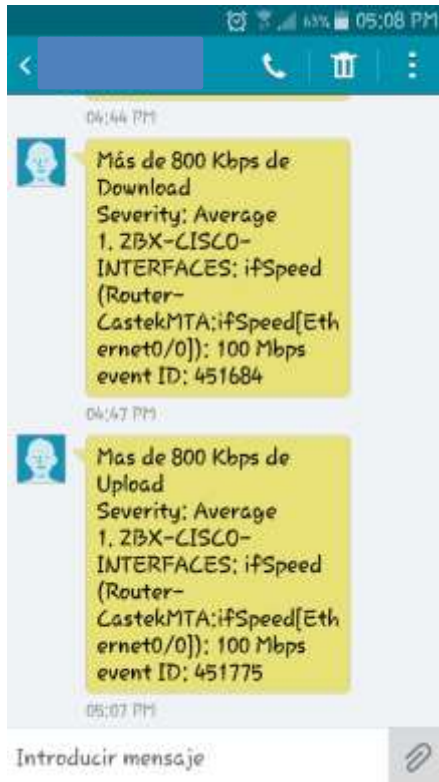 63% 05:08 PM
04:44 PM
Más de 800 Kbps de
Download
Severity: Average
1. ZBX-CISCO-
INTERFACES: ifSpeed
(Router-
CastekMTA:ifSpeed[Eth
ernet0/0]): 100 Mbps
event ID: 451684
04:47 PM
Mas de 800 Kbps de
Upload
Severity: Average
1. ZBX-CISCO-
INTERFACES: ifSpeed
(Router-
CastekMTA:ifSpeed[Eth
ernet0/0]): 100 Mbps
event ID: 451775
05:07 PM
Introducir mensaje